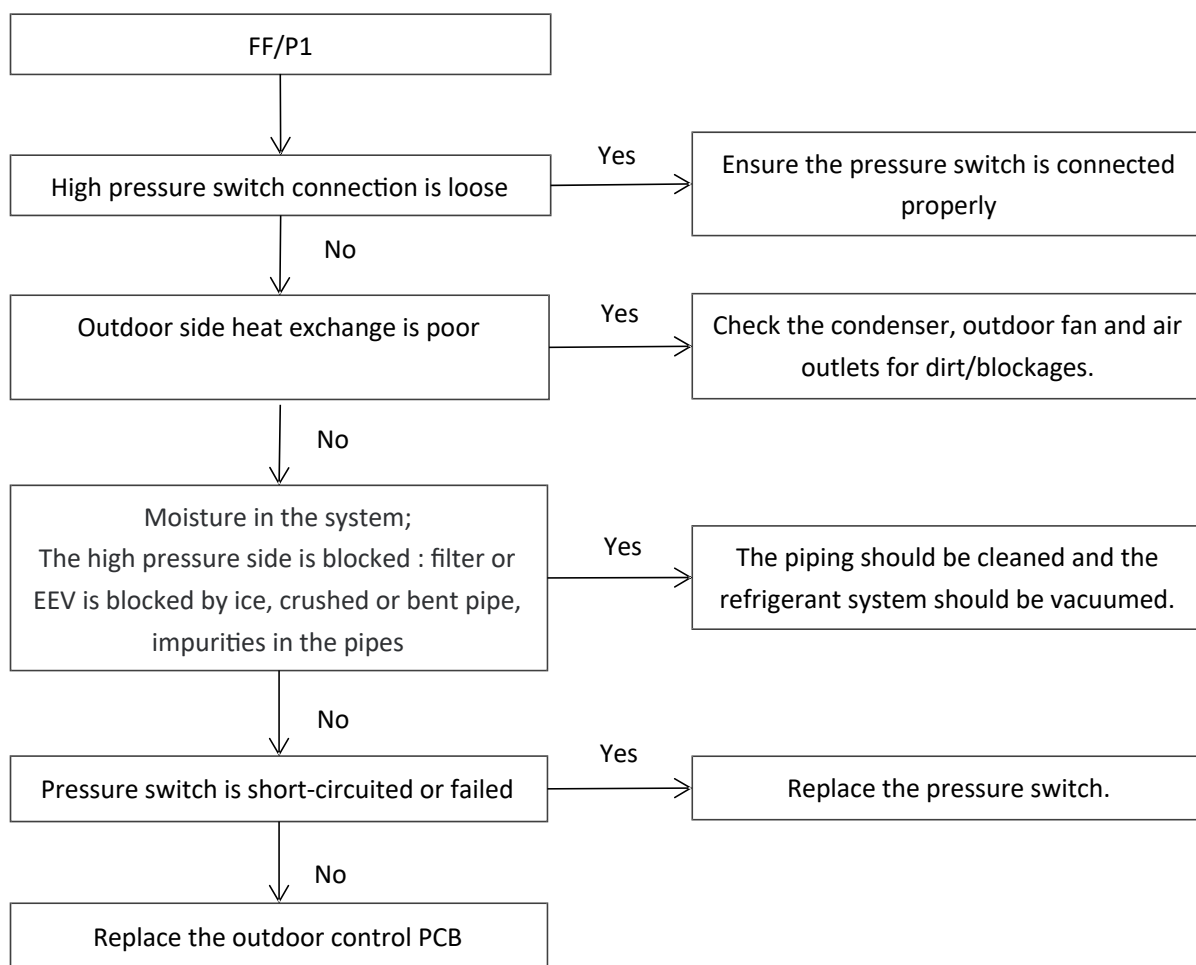 FF/P1
High pressure switch connection is loose
Yes
Ensure the pressure switch is connected
properly
No
Outdoor side heat exchange is poor
Yes
Check the condenser, outdoor fan and air
outlets for dirt/blockages.
No
Moisture in the system;
The high pressure side is blocked : filter or
EEV is blocked by ice, crushed or bent pipe,
impurities in the pipes
Yes
The piping should be cleaned and the
refrigerant system should be vacuumed.
No
Pressure switch is short-circuited or failed
Yes
Replace the pressure switch.
No
Replace the outdoor control PCB